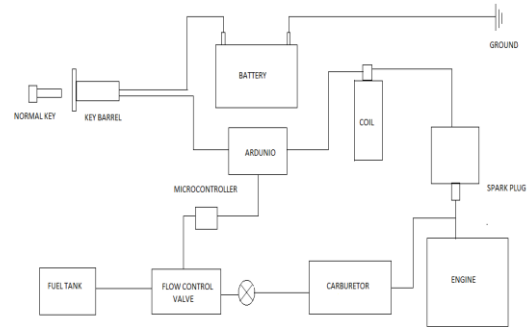 GROUND
BATTERY
NORMAL KEY
KEY BARREL
COIL
ARDUNIO
MICROCONTROLLER
SPARK PLUG
FUEL TANK
FLOW CONTROL
VALVE
CARBURETOR
ENGINE